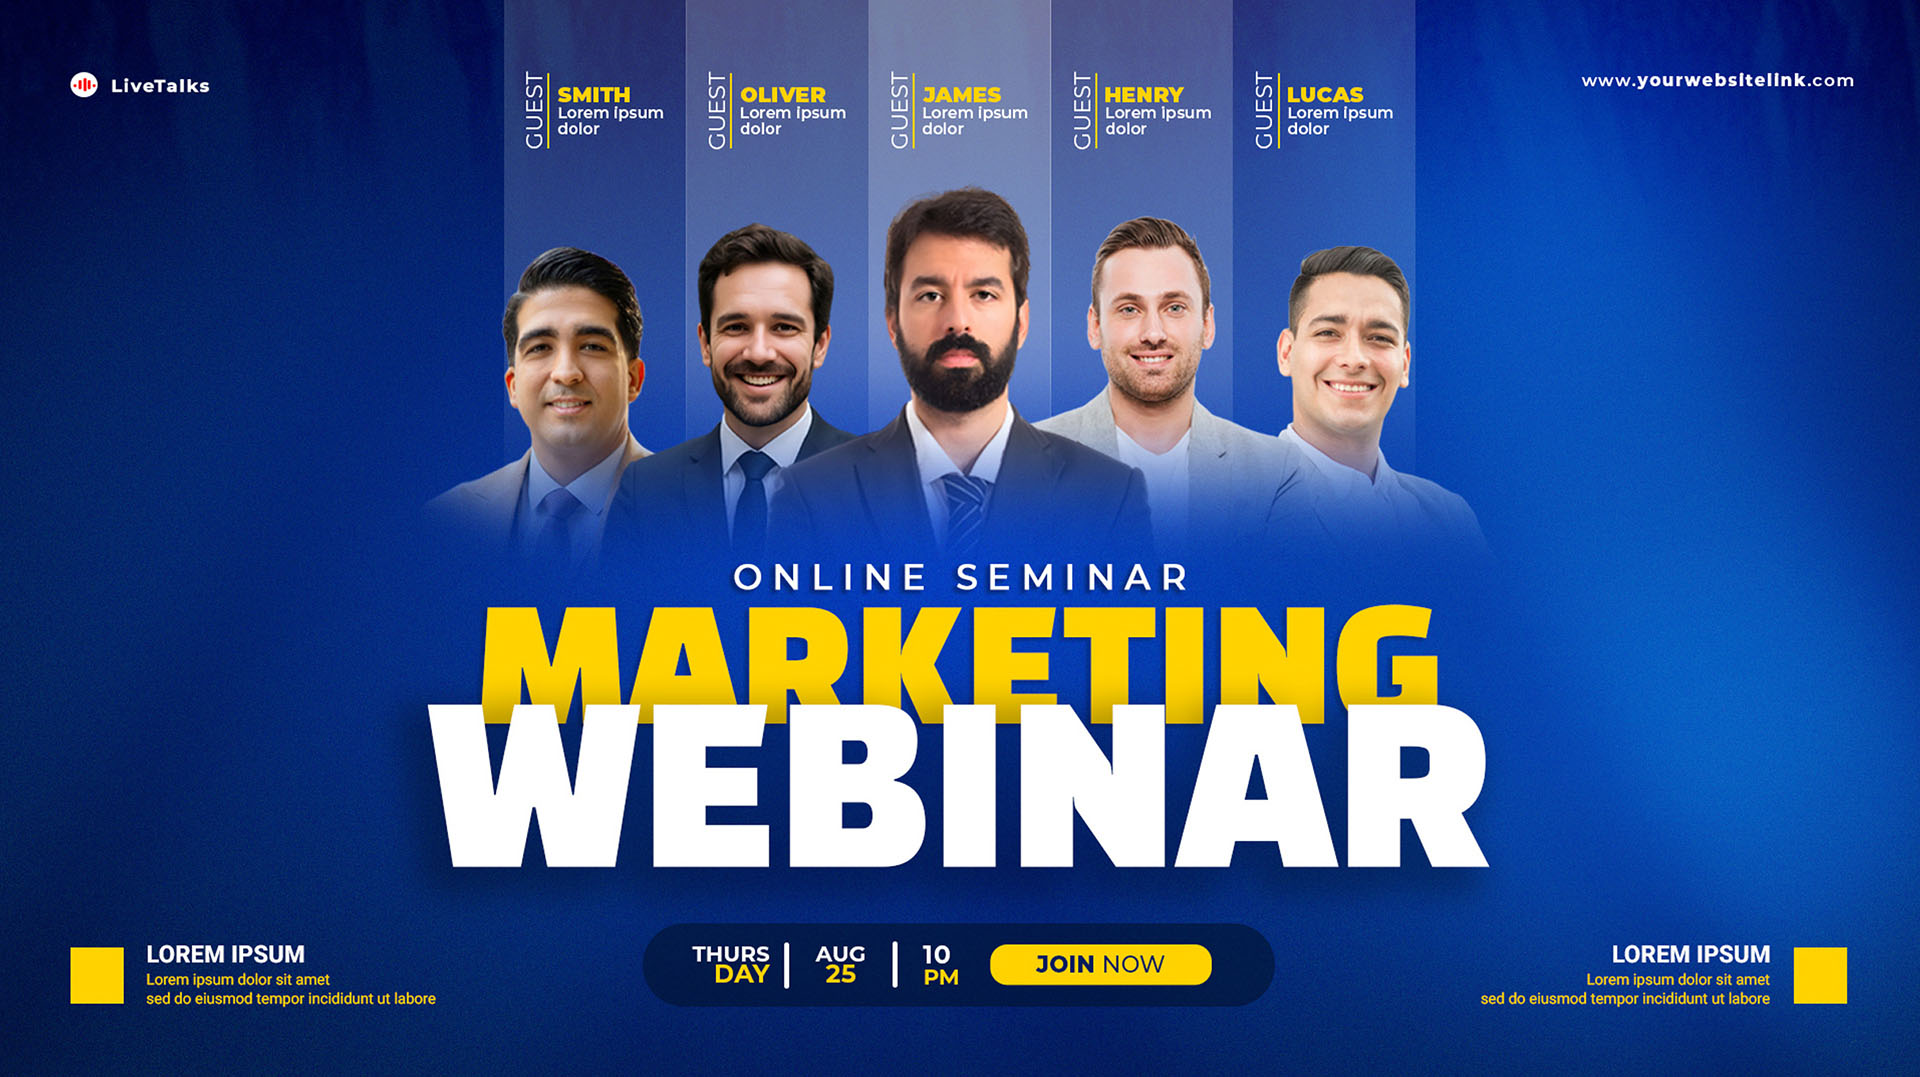 LiveTalks
www.yourwebsitelink.com
GUEST
SMITH
Lorem ipsum
dolor
GUEST
OLIVER
Lorem ipsum
dolor
GUEST
JAMES
Lorem ipsum
dolor
GUEST
HENRY
Lorem ipsum
dolor
GUEST
LUCAS
Lorem ipsum
dolor
ONLINE SEMINAR
MARKETING
WEBINAR
LOREM IPSUM
Lorem ipsum dolor sit amet
sed do eiusmod tempor incididunt ut labore
THURS
DAY
AUG
25
10
PM
JOIN NOW
LOREM IPSUM
Lorem ipsum dolor sit amet
sed do eiusmod tempor incididunt ut labore